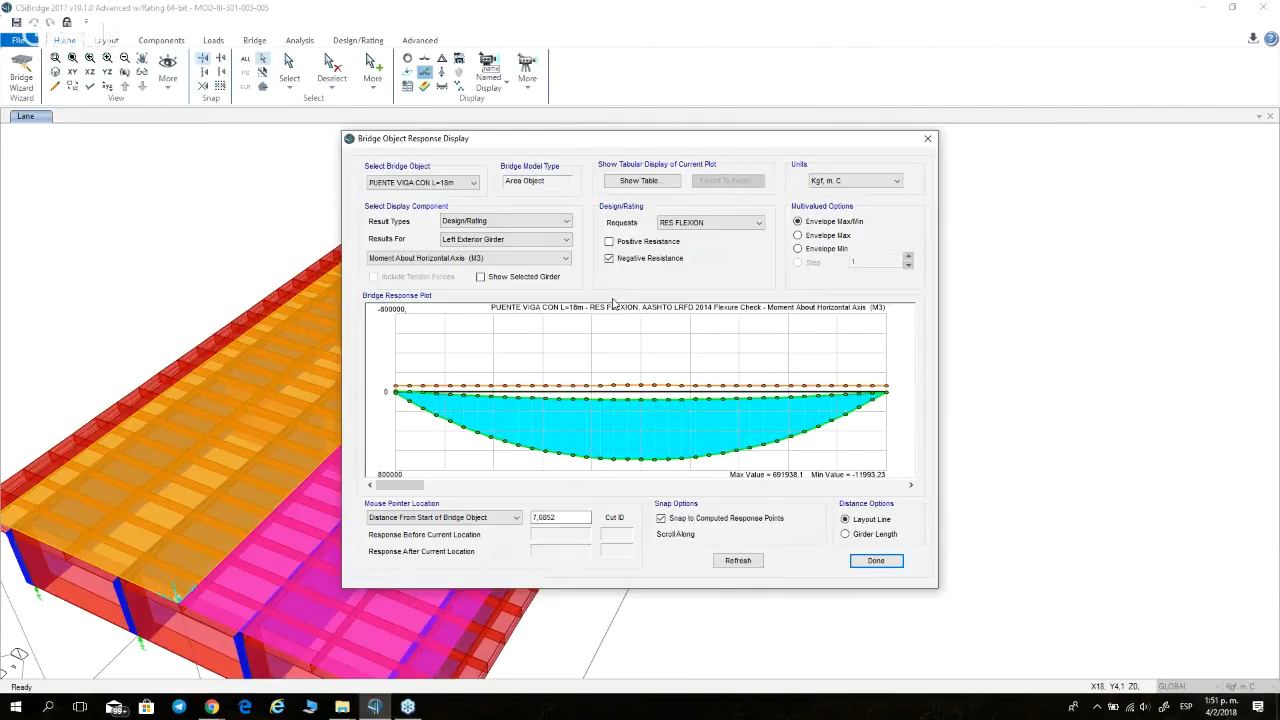 CSiBridge 2017 v19.1.0 Advanced w/Rating 64-bit - MOD-III-301-003-005
File Home Layout Components Loads Bridge Analysis Design/Rating Advanced
XY XZ YZ
ALL
PS
CLR
name
Bridge Wizard
More
Select
Deselect
More
Named Display
More
Wizard
View
Snap
Select
Display
Lane
Bridge Object Response Display
Select Bridge Object
PUENTE VIGA CON L=18m
Bridge Model Type
Area Object
Show Tabular Display of Current Plot
Show Table...
Units
Kgf, m, C
Select Display Component
Result Types
Design/Rating
Results For
Left Exterior Girder
Moment About Horizontal Axis (M3)
Include Tendon Forces
Show Selected Girder
Design/Rating
Requests
RES FLEXION
Positive Resistance
Negative Resistance
Multivalued Options
Envelope Max/Min
Envelope Max
Envelope Min
Step
1
Bridge Response Plot
PUENTE VIGA CON L=18m - RES FLEXION, AASHTO LRFD 2014 Flexure Check - Moment About Horizontal Axis (M3)
-800000,
0
800000,
Max Value = 691938.1 Min Value = -11993.23
Mouse Pointer Location
Distance From Start of Bridge Object
7,6852
Cut ID
Response Before Current Location
Response After Current Location
Snap Options
Snap to Computed Response Points
Scroll Along
Distance Options
Layout Line
Girder Length
Refresh
Done
Ready
X18, Y4,1 Z0,
GLOBAL
Kgf, m, C
99+
ESP
1:51 p. m.
4/2/2018